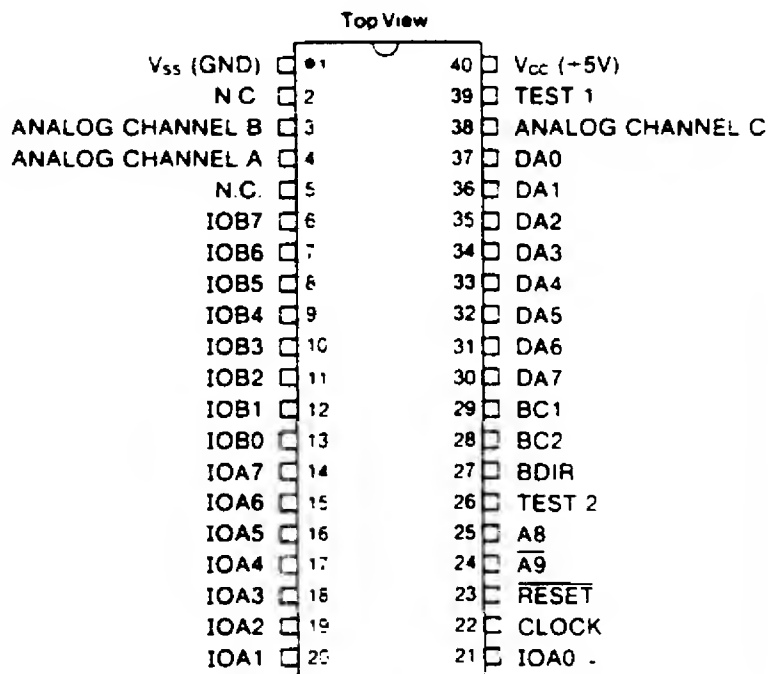 Top View
Vss (GND) 1 40 Vcc (+5V)
N C 2 39 TEST 1
ANALOG CHANNEL B 3 38 ANALOG CHANNEL C
ANALOG CHANNEL A 4 37 DA0
N.C. 5 36 DA1
IOB7 6 35 DA2
IOB6 7 34 DA3
IOB5 8 33 DA4
IOB4 9 32 DA5
IOB3 10 31 DA6
IOB2 11 30 DA7
IOB1 12 29 BC1
IOB0 13 28 BC2
IOA7 14 27 BDIR
IOA6 15 26 TEST 2
IOA5 16 25 A8
IOA4 17 24 A9
IOA3 18 23 RESET
IOA2 19 22 CLOCK
IOA1 20 21 IOA0